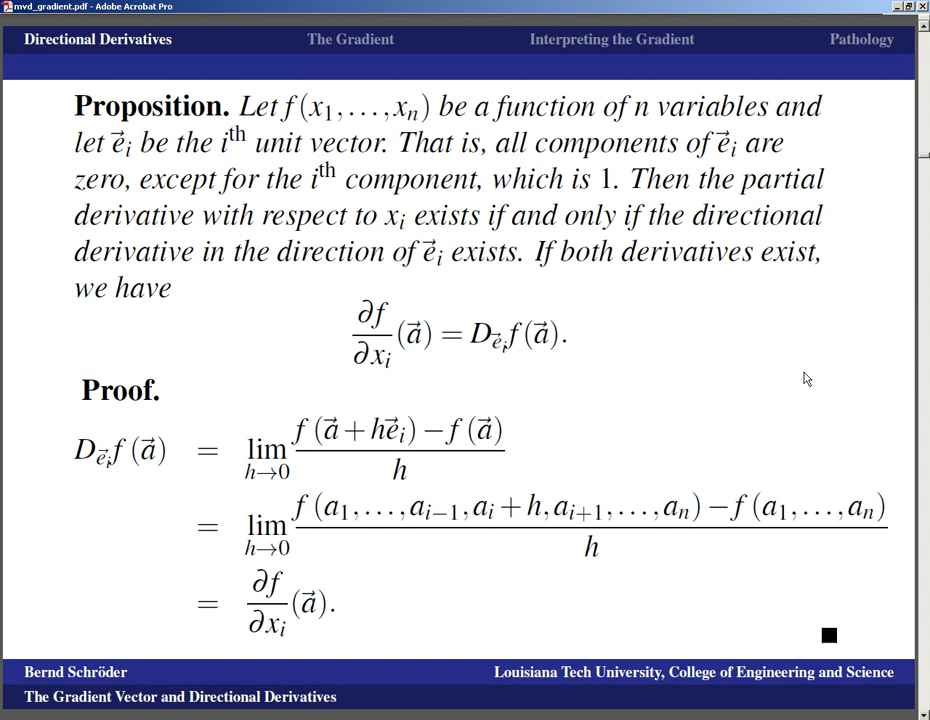 mvd_gradient.pdf - Adobe Acrobat Pro
Directional Derivatives The Gradient Interpreting the Gradient Pathology
Proposition. Let f(x₁,…,xₙ) be a function of n variables and
let e⃗ᵢ be the iᵗʰ unit vector. That is, all components of e⃗ᵢ are
zero, except for the iᵗʰ component, which is 1. Then the partial
derivative with respect to xᵢ exists if and only if the directional
derivative in the direction of e⃗ᵢ exists. If both derivatives exist,
we have
∂f/∂xᵢ (a⃗) = D_{e⃗ᵢ} f(a⃗).
Proof.
D_{e⃗ᵢ} f(a⃗) = lim_{h→0} (f(a⃗ + he⃗ᵢ) − f(a⃗))/h
= lim_{h→0} (f(a₁,…,aᵢ₋₁,aᵢ + h,aᵢ₊₁,…,aₙ) − f(a₁,…,aₙ))/h
= ∂f/∂xᵢ (a⃗).
■
Bernd Schröder Louisiana Tech University, College of Engineering and Science
The Gradient Vector and Directional Derivatives